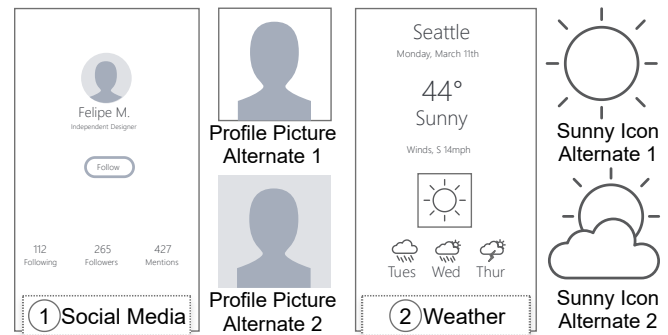 Felipe M.
Independent Designer
Follow
112 265 427
Following Followers Mentions
1 Social Media
Profile Picture
Alternate 1
Profile Picture
Alternate 2
Seattle
Monday, March 11th
44°
Sunny
Winds, S 14mph
Tues Wed Thur
2 Weather
Sunny Icon
Alternate 1
Sunny Icon
Alternate 2